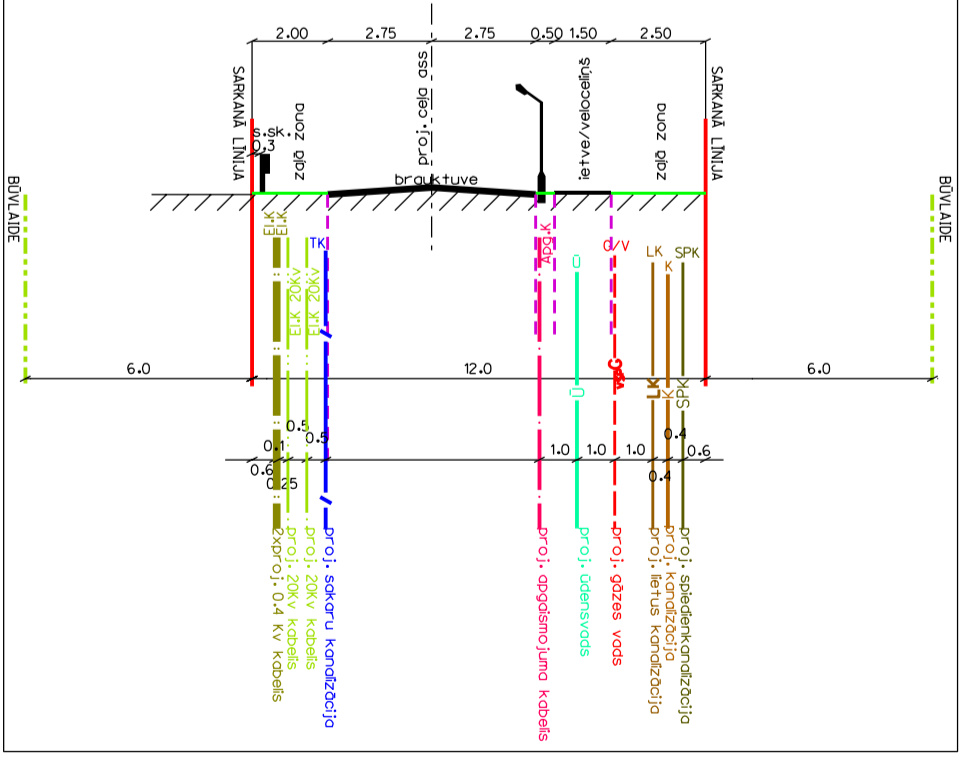 2.00
2.75
2.75
0.50
1.50
2.50
SARKANĀ LĪNIJA
zaļā zona
proj. ceļa ass
ietve/veloceliņš
zaļā zona
SARKANĀ LĪNIJA
s.sk.
0.3
brauktuve
BŪVLAIDE
BŪVLAIDE
El.K
El.K
El.K 20Kv
El.K 20Kv
TK
Apg.K
Ū
G/V
LK
K
SPK
6.0
12.0
6.0
Ū
G
LK
K
SPK
0.6
0.1
0.25
0.5
0.5
1.0
1.0
1.0
0.4
0.4
0.6
2xproj. 0.4 Kv kabelis
proj. 20Kv kabelis
proj. 20Kv kabelis
proj. sakaru kanalizācija
proj. apgaismojuma kabelis
proj. ūdensvads
proj. gāzes vads
proj. lietus kanalizācija
proj. kanalizācija
proj. spiedienkanalizācija